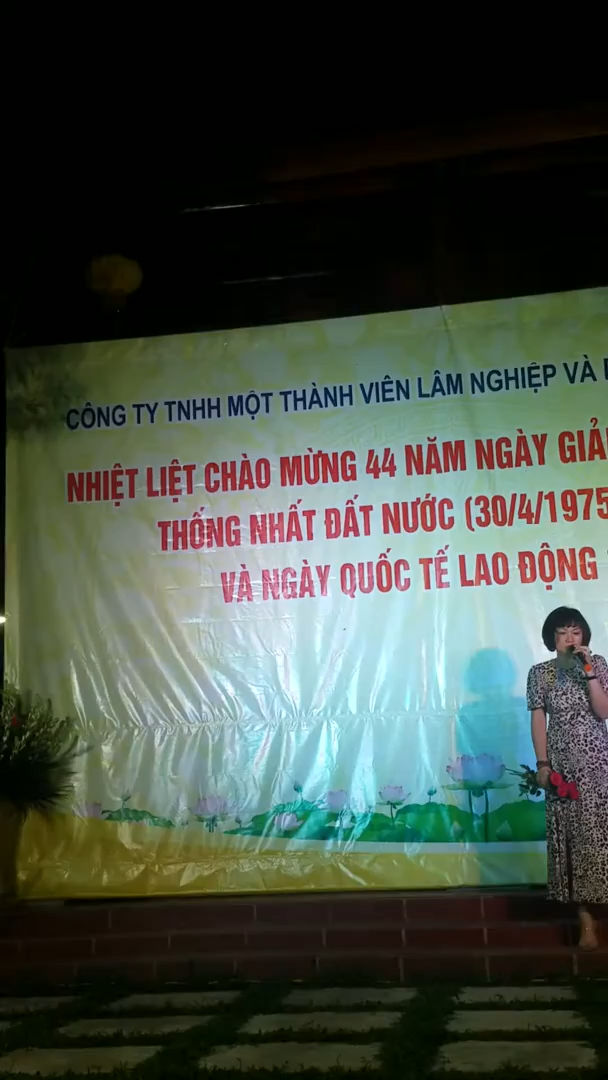 CÔNG TY TNHH MỘT THÀNH VIÊN LÂM NGHIỆP VÀ
NHIỆT LIỆT CHÀO MỪNG 44 NĂM NGÀY GIẢI
THỐNG NHẤT ĐẤT NƯỚC (30/4/1975
VÀ NGÀY QUỐC TẾ LAO ĐỘNG